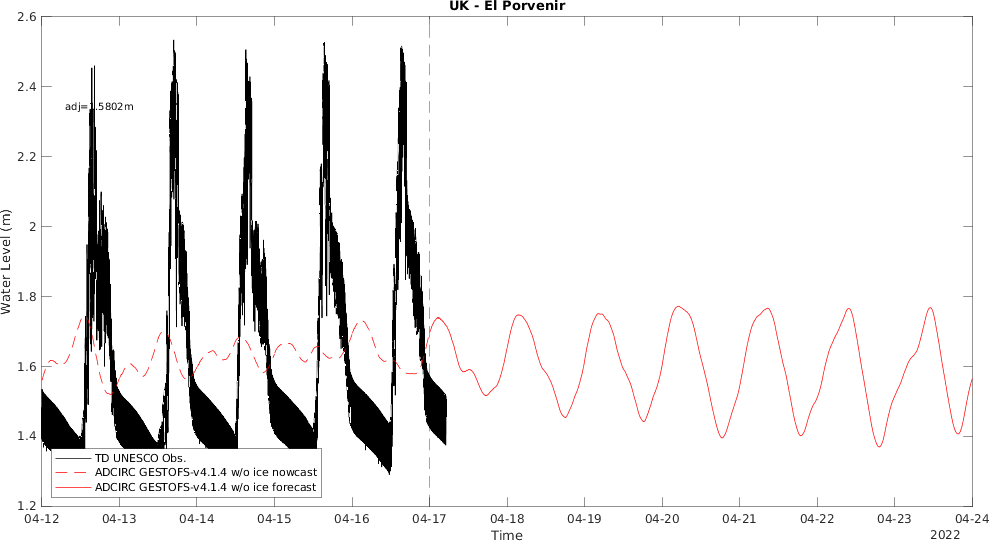 UK - El Porvenir
2.6
2.4
2.2
2
1.8
1.6
1.4
1.2
Water Level (m)
adj=1.5802m
TD UNESCO Obs.
ADCIRC GESTOFS-v4.1.4 w/o ice nowcast
ADCIRC GESTOFS-v4.1.4 w/o ice forecast
04-12 04-13 04-14 04-15 04-16 04-17 04-18 04-19 04-20 04-21 04-22 04-23 04-24
Time
2022